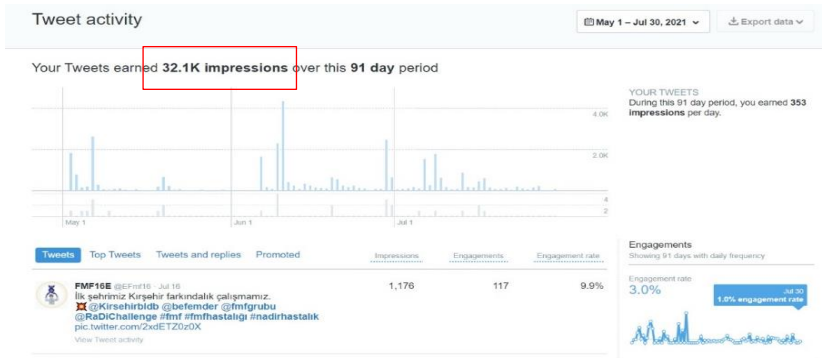 Tweet activity
May 1 – Jul 30, 2021
Export data
Your Tweets earned 32.1K impressions over this 91 day period
4.0K
2.0K
4
2
May 1
Jun 1
Jul 1
YOUR TWEETS
During this 91 day period, you earned 353
impressions per day.
Tweets Top Tweets Tweets and replies Promoted
Impressions Engagements Engagement rate
FMF16E @EFmf16 · Jul 16
İlk şehrimiz Kırşehir farkındalık çalışmamız.
@Kirsehirbldb @befemder @fmfgrubu
@RaDiChallenge #fmf #fmfhastalığı #nadirhastalık
pic.twitter.com/2xdETZ0z0X
View Tweet activity
1,176 117 9.9%
Engagements
Showing 91 days with daily frequency
Engagement rate
3.0%
Jul 30
1.0% engagement rate